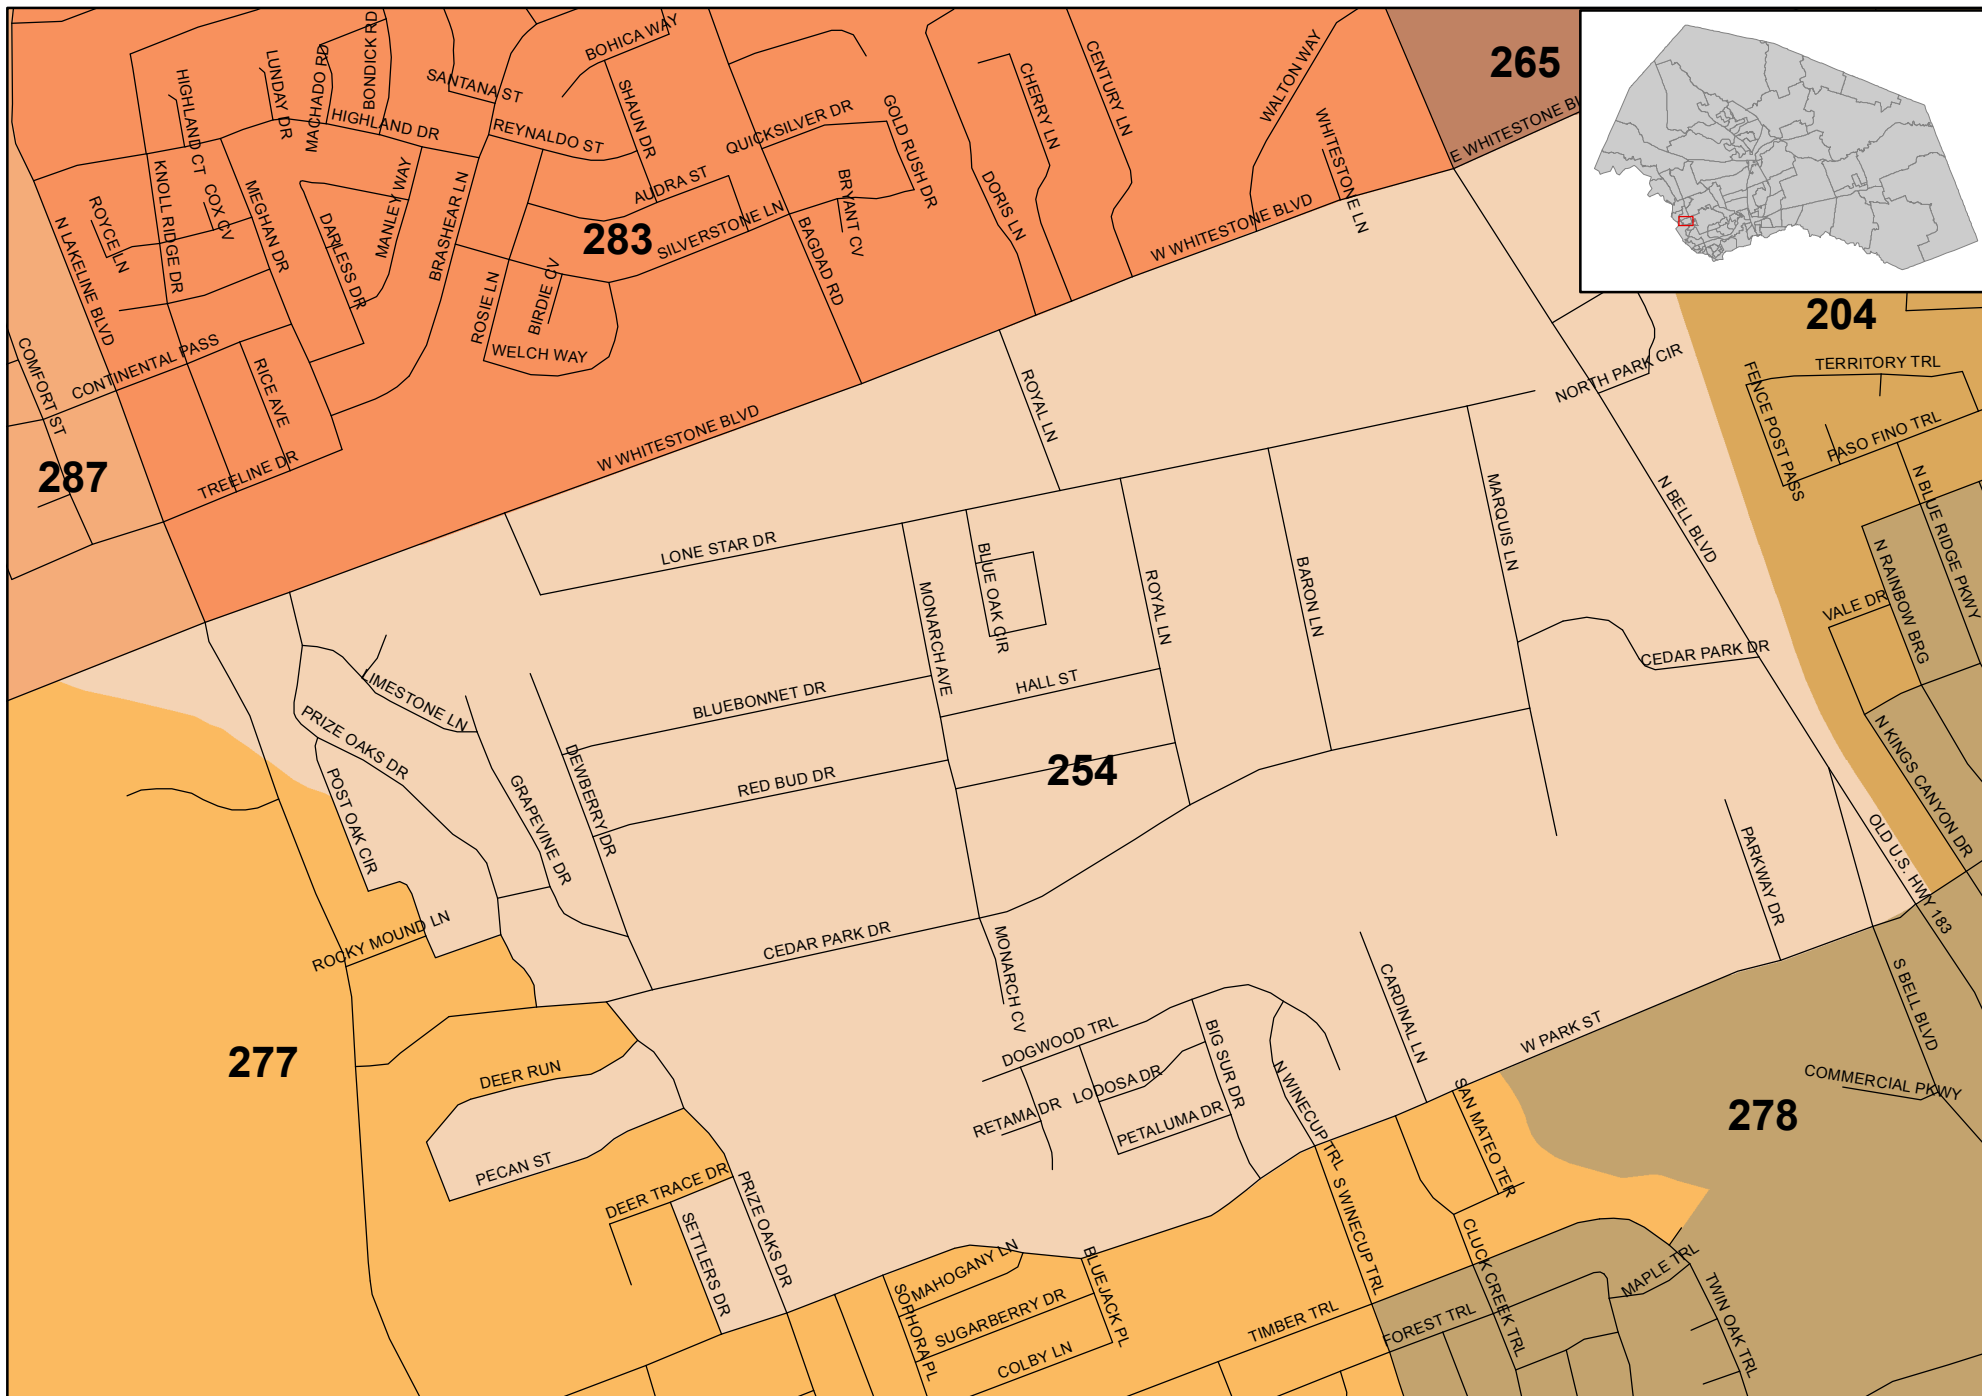 BOHICA WAY
265
SANTANA ST
LUNDAY DR
MACHADO RD
BONDICK RD
HIGHLAND CT
HIGHLAND DR
REYNALDO ST
SHAUN DR
QUICKSILVER DR
GOLD RUSH DR
CHERRY LN
CENTURY LN
WALTON WAY
WHITESTONE LN
E WHITESTONE
ROYCE LN
KNOLL RIDGE DR
COX CV
MEGHAN DR
DARLESS DR
MANLEY WAY
BRASHEAR LN
AUDRA ST
283
SILVERSTONE LN
BRYANT CV
BAGDAD RD
DORIS LN
W WHITESTONE BLVD
N LAKELINE BLVD
ROSIE LN
BIRDIE CV
WELCH WAY
204
COMFORT ST
CONTINENTAL PASS
RICE AVE
TREELINE DR
287
W WHITESTONE BLVD
ROYAL LN
NORTH PARK CIR
TERRITORY TRL
FENCE POST PASS
PASO FINO TRL
N BLUE RIDGE PKWY
N BELL BLVD
MARQUIS LN
LONE STAR DR
BLUE OAK CIR
MONARCH AVE
ROYAL LN
BARON LN
N RAINBOW BRG
VALE DR
CEDAR PARK DR
LIMESTONE LN
PRIZE OAKS DR
BLUEBONNET DR
HALL ST
N KINGS CANYON DR
POST OAK CIR
GRAPEVINE DR
DEWBERRY DR
RED BUD DR
254
OLD U.S. HWY 183
PARKWAY DR
ROCKY MOUND LN
CEDAR PARK DR
MONARCH CV
CARDINAL LN
S BELL BLVD
277
DEER RUN
DOGWOOD TRL
BIG SUR DR
W PARK ST
COMMERCIAL PKWY
LODOSA DR
RETAMA DR
PETALUMA DR
N WINECUP TRL
SAN MATEO TER
278
PECAN ST
DEER TRACE DR
SETTLERS DR
PRIZE OAKS DR
S WINECUP TRL
CLUCK CREEK TRL
MAHOGANY LN
SOPHORA PL
SUGARBERRY DR
BLUEJACK PL
COLBY LN
TIMBER TRL
FOREST TRL
MAPLE TRL
TWIN OAK TRL